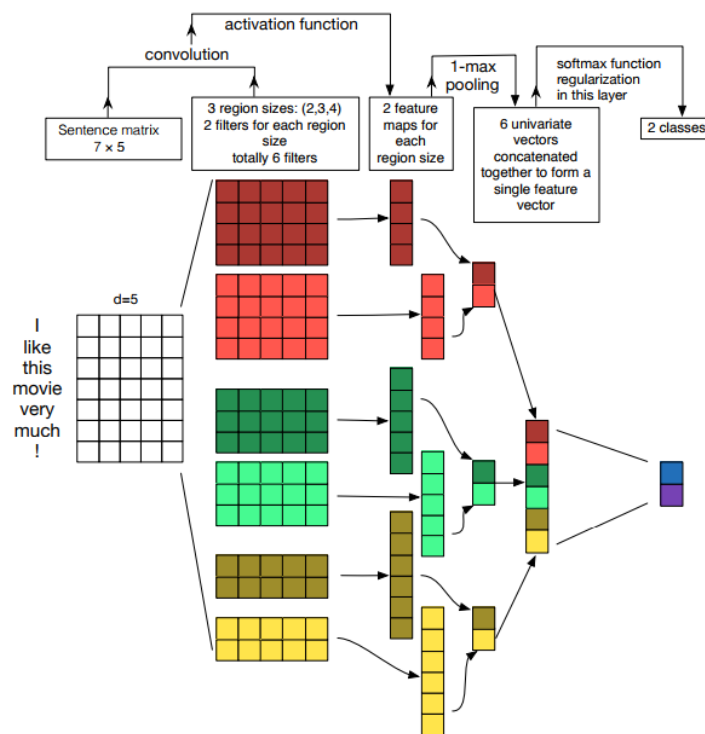 activation function
convolution
1-max
pooling
softmax function
regularization
in this layer
Sentence matrix
7 × 5
3 region sizes: (2,3,4)
2 filters for each region
size
totally 6 filters
2 feature
maps for
each
region size
6 univariate
vectors
concatenated
together to form a
single feature
vector
2 classes
d=5
I
like
this
movie
very
much
!